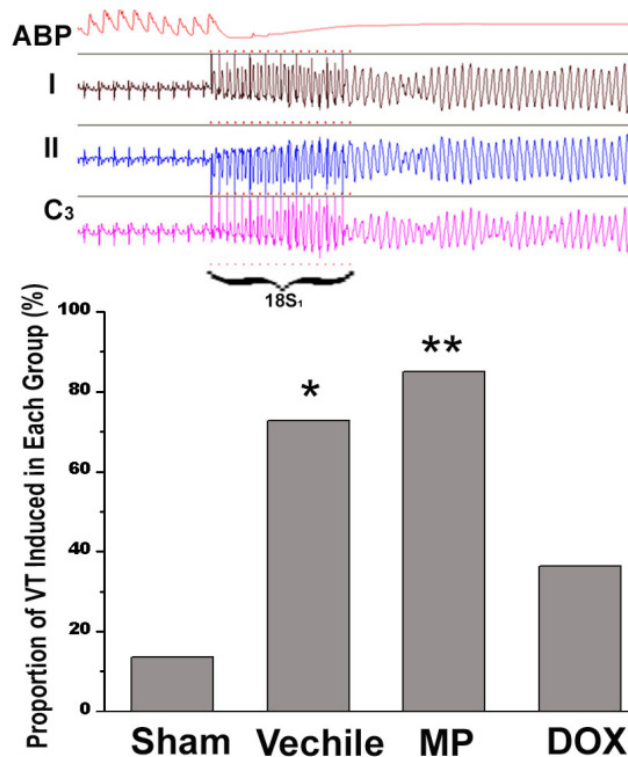 ABP
I
II
C₃
18S₁
Proportion of VT Induced in Each Group (%)
100
80
60
40
20
0
*
**
Sham Vechile MP DOX